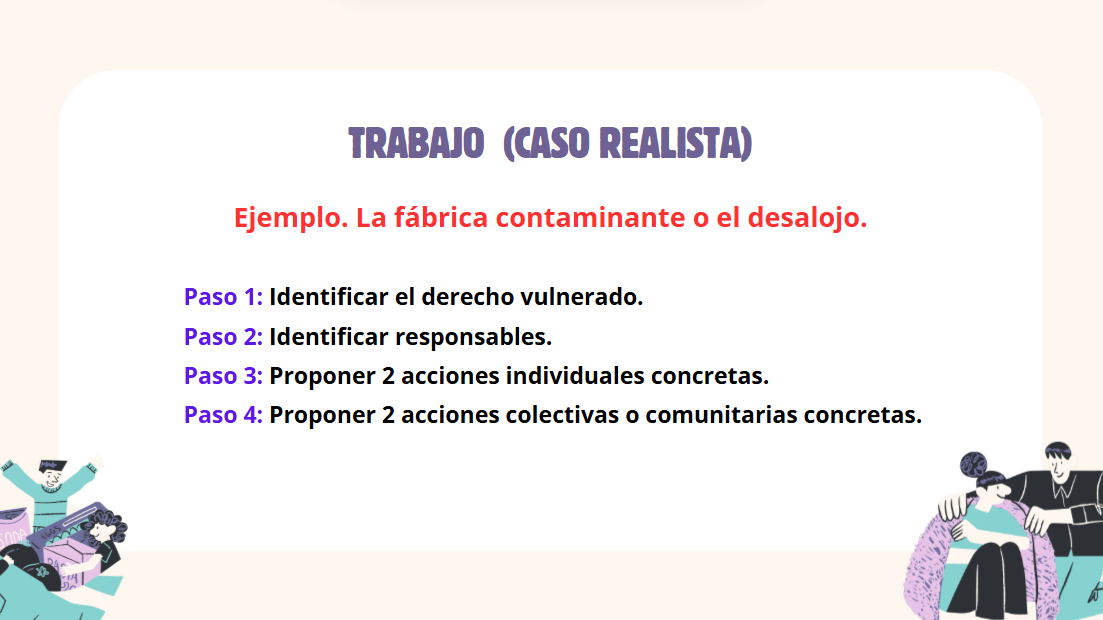 TRABAJO (CASO REALISTA)
Ejemplo. La fábrica contaminante o el desalojo.
Paso 1: Identificar el derecho vulnerado.
Paso 2: Identificar responsables.
Paso 3: Proponer 2 acciones individuales concretas.
Paso 4: Proponer 2 acciones colectivas o comunitarias concretas.